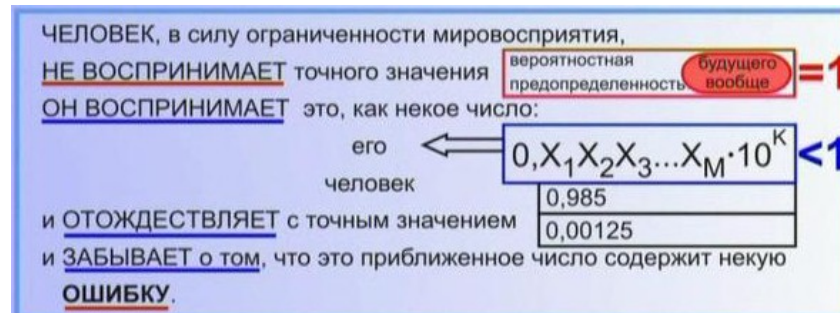 ЧЕЛОВЕК, в силу ограниченности мировосприятия,
НЕ ВОСПРИНИМАЕТ точного значения вероятностная предопределенность будущего вообще =1
ОН ВОСПРИНИМАЕТ это, как некое число:
его 0,X₁X₂X₃...X_M·10^K <1
человек
0,985
и ОТОЖДЕСТВЛЯЕТ с точным значением 0,00125
и ЗАБЫВАЕТ о том, что это приближенное число содержит некую
ОШИБКУ.